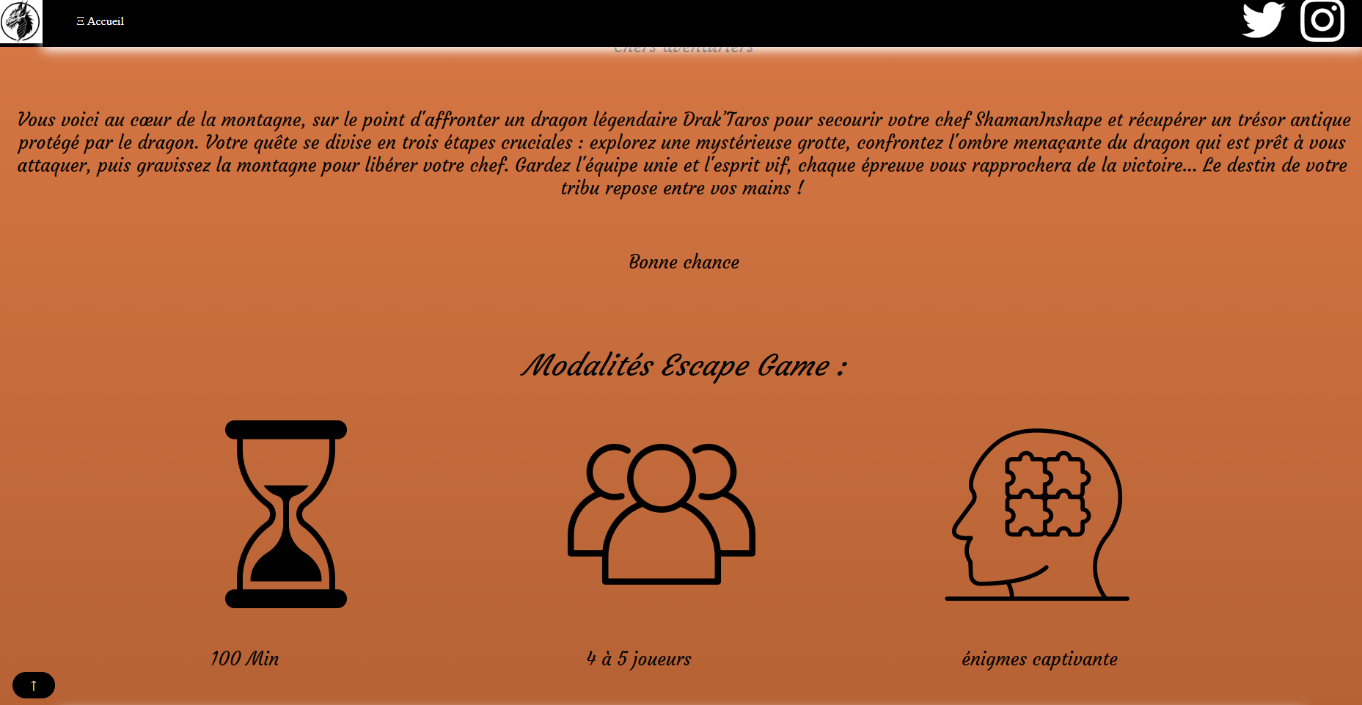 Ξ Accueil
Chers aventuriers
Vous voici au cœur de la montagne, sur le point d'affronter un dragon légendaire Drak'Taros pour secourir votre chef ShamanInshape et récupérer un trésor antique
protégé par le dragon. Votre quête se divise en trois étapes cruciales : explorez une mystérieuse grotte, confrontez l'ombre menaçante du dragon qui est prêt à vous
attaquer, puis gravissez la montagne pour libérer votre chef. Gardez l'équipe unie et l'esprit vif, chaque épreuve vous rapprochera de la victoire... Le destin de votre
tribu repose entre vos mains !
Bonne chance
Modalités Escape Game :
100 Min
4 à 5 joueurs
énigmes captivante
↑